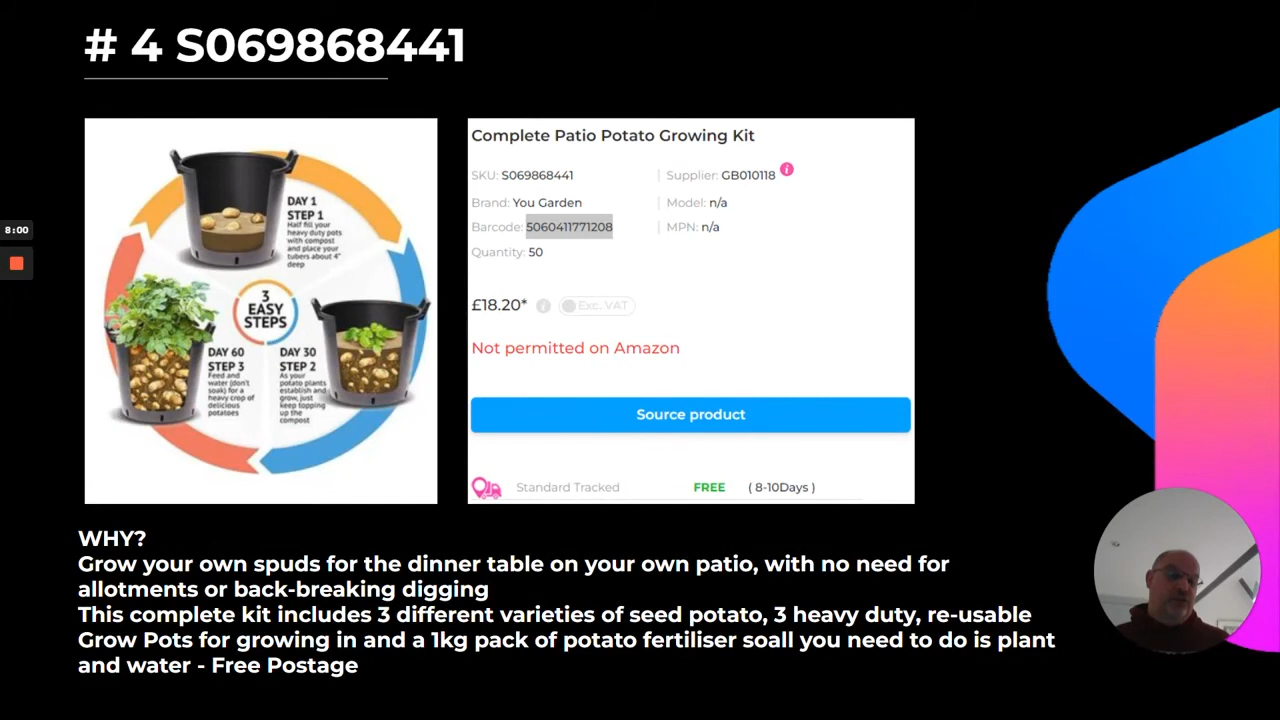 # 4 S069868441
DAY 1
STEP 1
Half fill your
heavy duty pots
with compost
and place your
tubers about 4"
deep
3
EASY
STEPS
DAY 60
STEP 3
Feed and
water (don't
soak) for a
heavy crop of
delicious
potatoes
DAY 30
STEP 2
As your
potato plants
establish and
grow, just
keep topping
up the
compost
Complete Patio Potato Growing Kit
SKU: S069868441
Supplier: GB010118 i
Brand: You Garden
Model: n/a
Barcode: 5060411771208
MPN: n/a
Quantity: 50
£18.20* i Exc. VAT
Not permitted on Amazon
Source product
Standard Tracked FREE ( 8-10Days )
8:00
WHY?
Grow your own spuds for the dinner table on your own patio, with no need for
allotments or back-breaking digging
This complete kit includes 3 different varieties of seed potato, 3 heavy duty, re-usable
Grow Pots for growing in and a 1kg pack of potato fertiliser soall you need to do is plant
and water - Free Postage